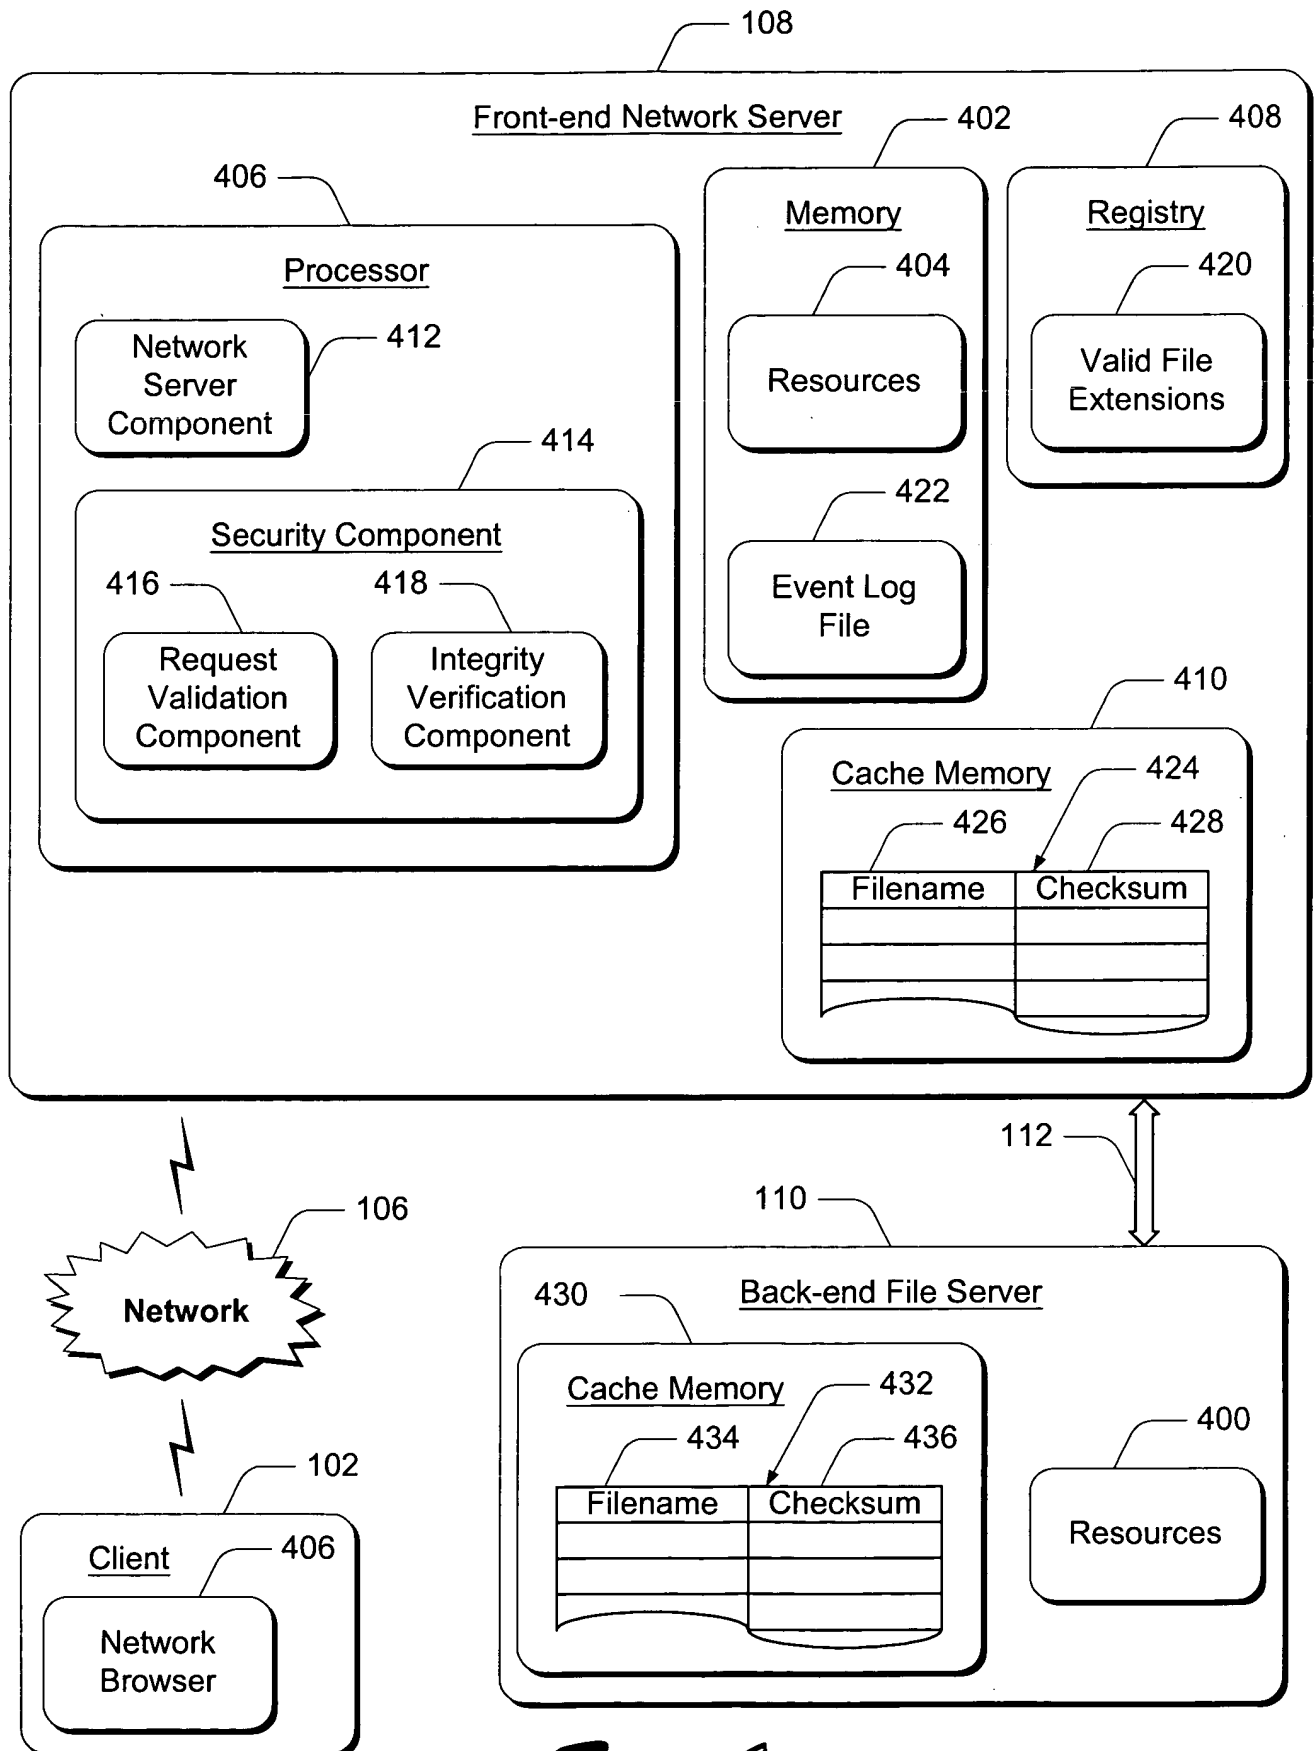 108
Front-end Network Server
402
408
406
Memory
Registry
Processor
404
420
Network
Server
Component
412
Resources
Valid File
Extensions
414
422
Security Component
Event Log
File
416
418
Request
Validation
Component
Integrity
Verification
Component
410
Cache Memory
424
426
428
Filename
Checksum
112
106
110
Network
430
Back-end File Server
Cache Memory
432
400
434
436
102
Filename
Checksum
Resources
Client
406
Network
Browser